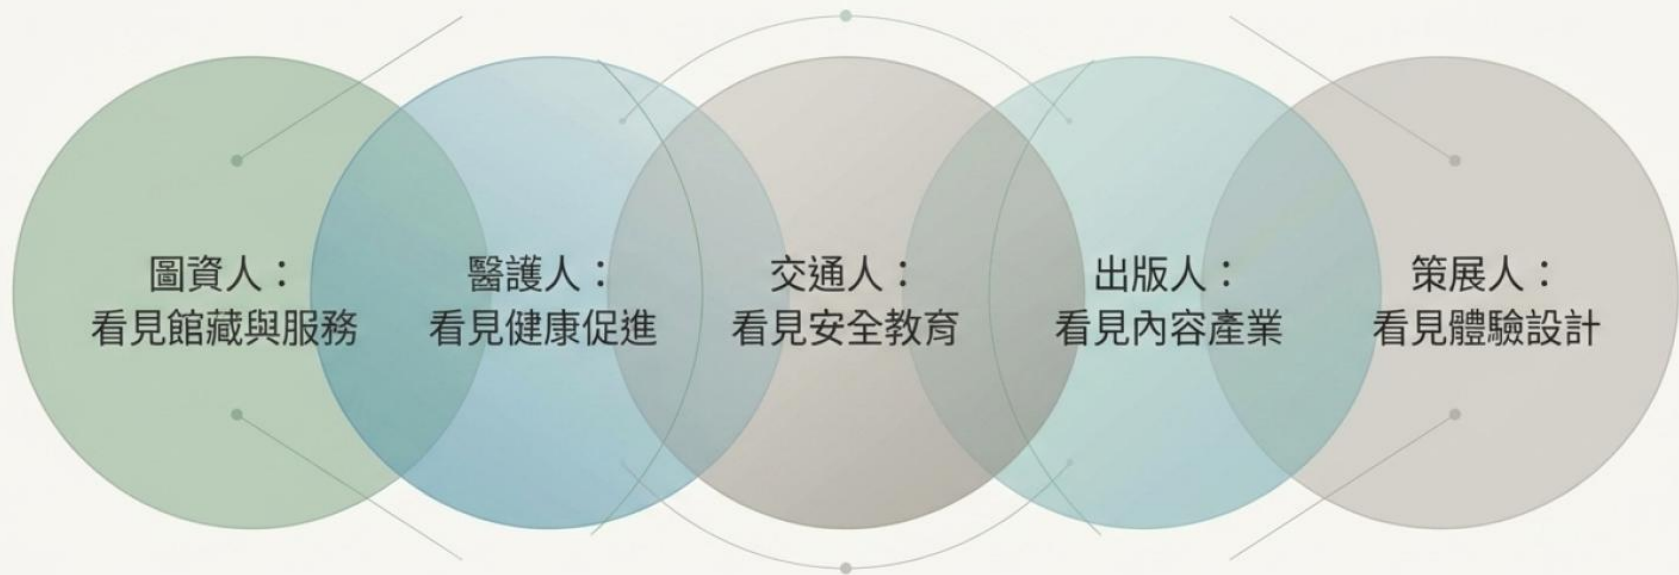 圖資人：
看見館藏與服務
醫護人：
看見健康促進
交通人：
看見安全教育
出版人：
看見內容產業
策展人：
看見體驗設計